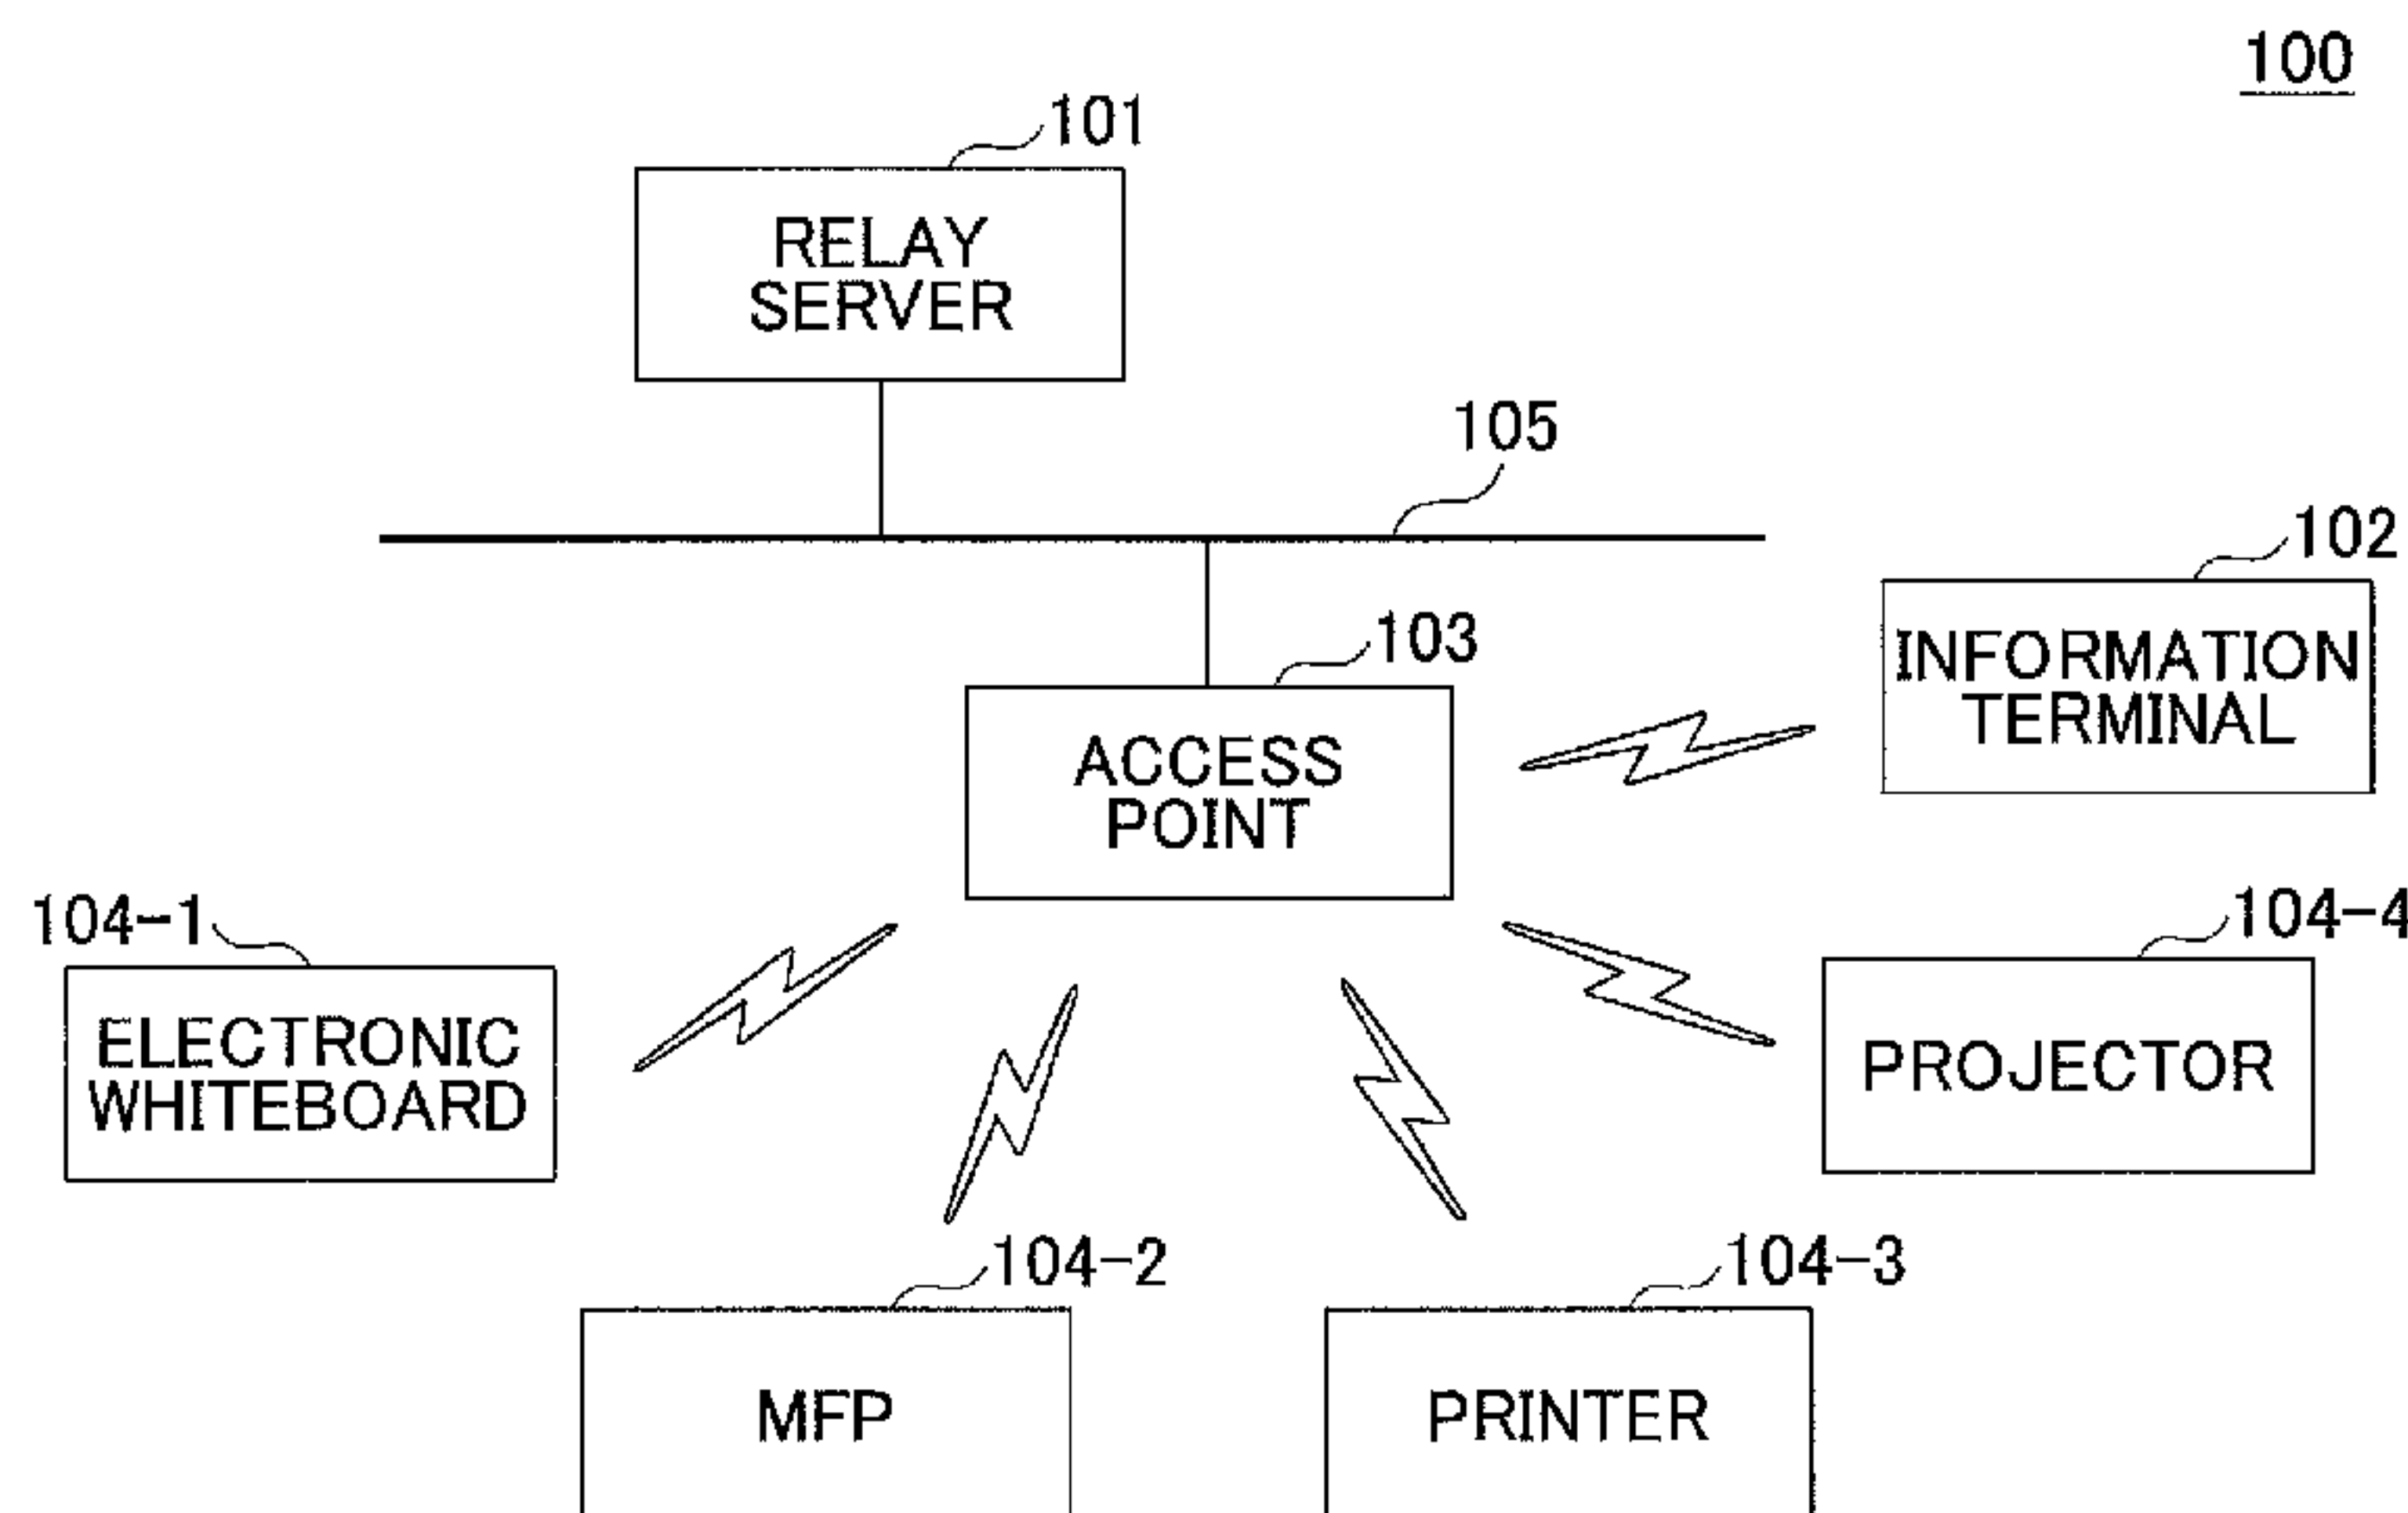 100
101
RELAY
SERVER
105
102
INFORMATION
TERMINAL
103
ACCESS
POINT
104-1
ELECTRONIC
WHITEBOARD
104-4
PROJECTOR
104-2
MFP
104-3
PRINTER